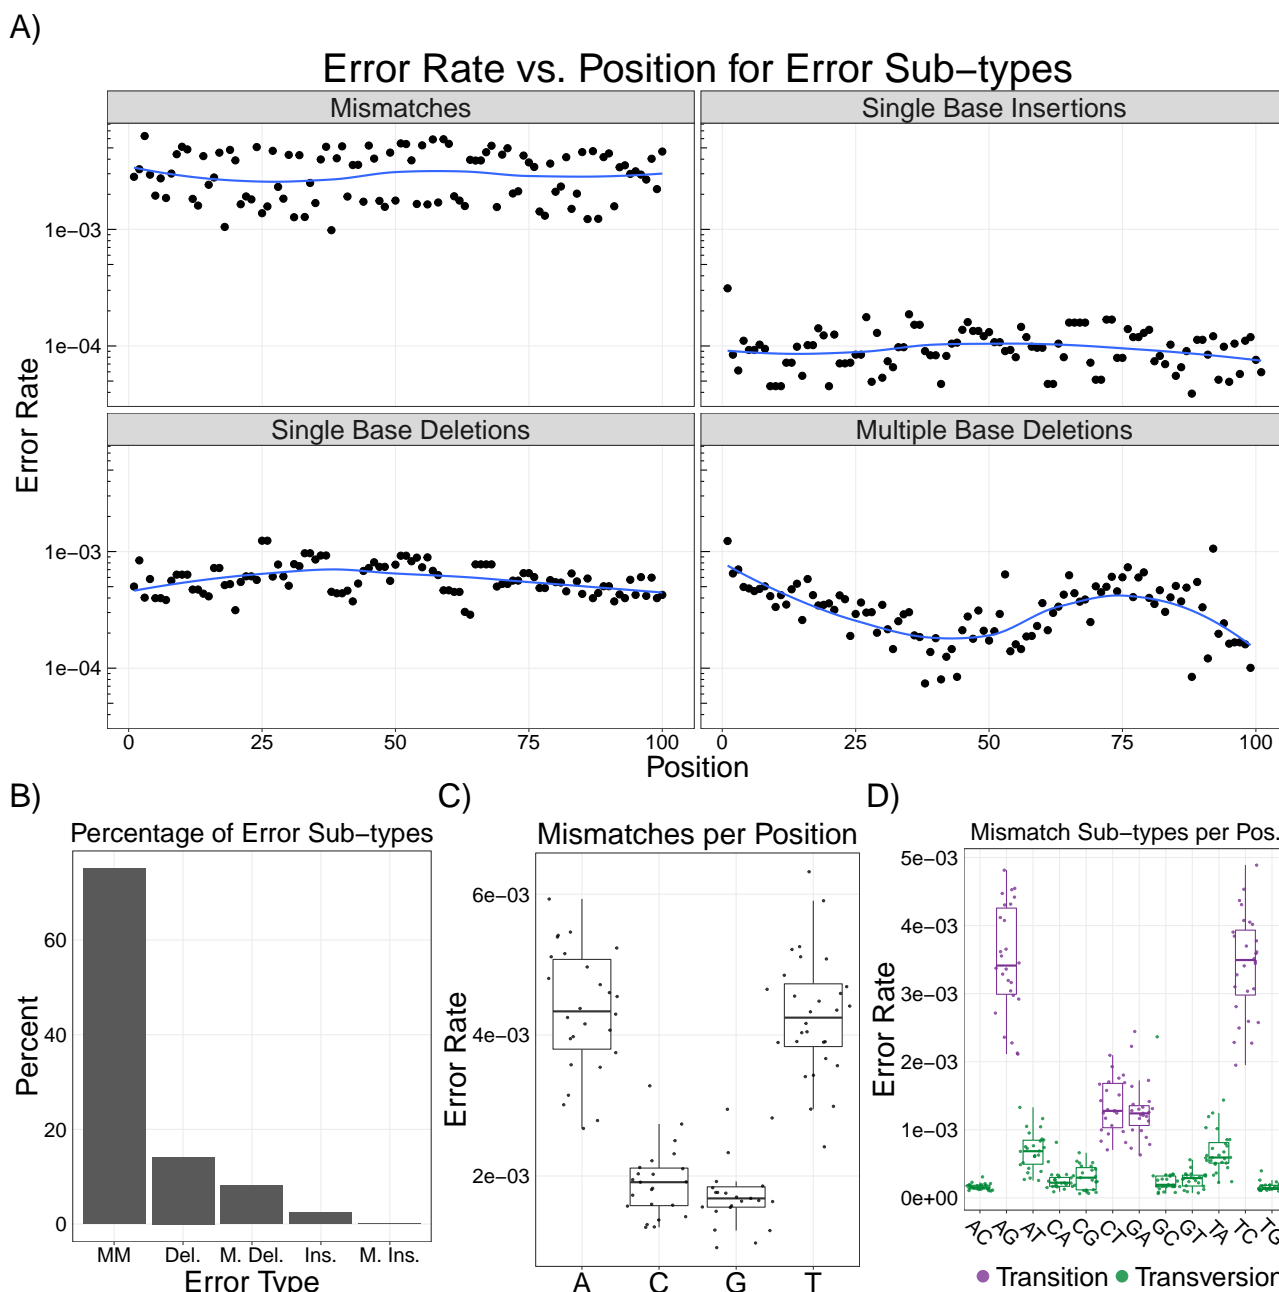 A)
Error Rate vs. Position for Error Sub−types
Mismatches
Single Base Insertions
1e−03
1e−04
Single Base Deletions
Multiple Base Deletions
1e−03
1e−04
Error Rate
0 25 50 75 100
0 25 50 75 100
Position
B)
Percentage of Error Sub−types
60
40
20
0
Percent
MM Del. M. Del. Ins. M. Ins.
Error Type
C)
Mismatches per Position
6e−03
4e−03
2e−03
Error Rate
A C G T
D)
Mismatch Sub−types per Pos.
5e−03
4e−03
3e−03
2e−03
1e−03
0e+00
Error Rate
AC AG AT CA CG CT GA GC GT TA TC TG
Transition Transversion